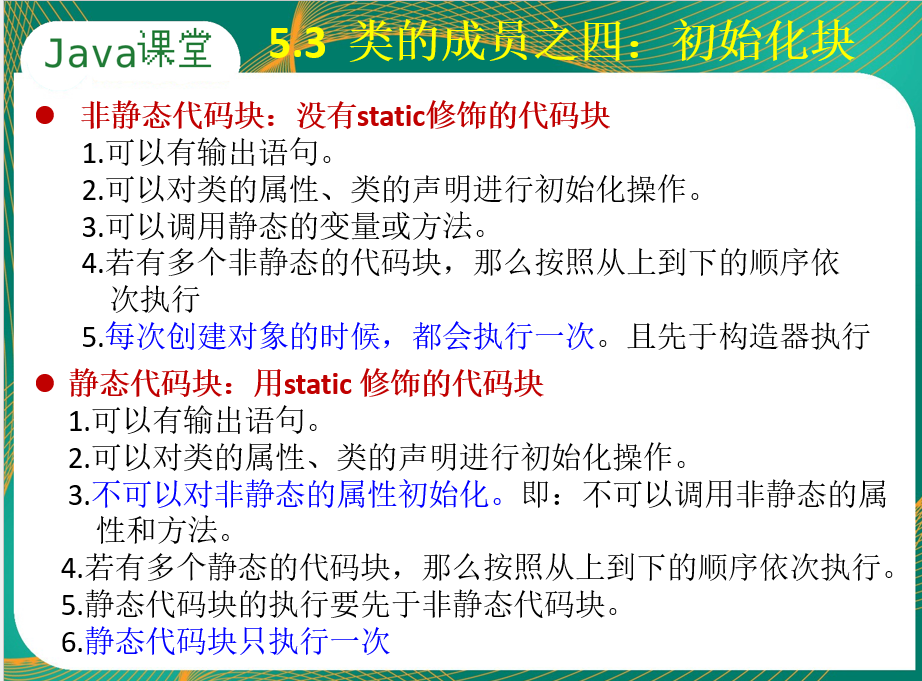 Java课堂
5.3 类的成员之四：初始化块
● 非静态代码块：没有static修饰的代码块
1.可以有输出语句。
2.可以对类的属性、类的声明进行初始化操作。
3.可以调用静态的变量或方法。
4.若有多个非静态的代码块，那么按照从上到下的顺序依
次执行
5.每次创建对象的时候，都会执行一次。且先于构造器执行
● 静态代码块：用static 修饰的代码块
1.可以有输出语句。
2.可以对类的属性、类的声明进行初始化操作。
3.不可以对非静态的属性初始化。即：不可以调用非静态的属
性和方法。
4.若有多个静态的代码块，那么按照从上到下的顺序依次执行。
5.静态代码块的执行要先于非静态代码块。
6.静态代码块只执行一次